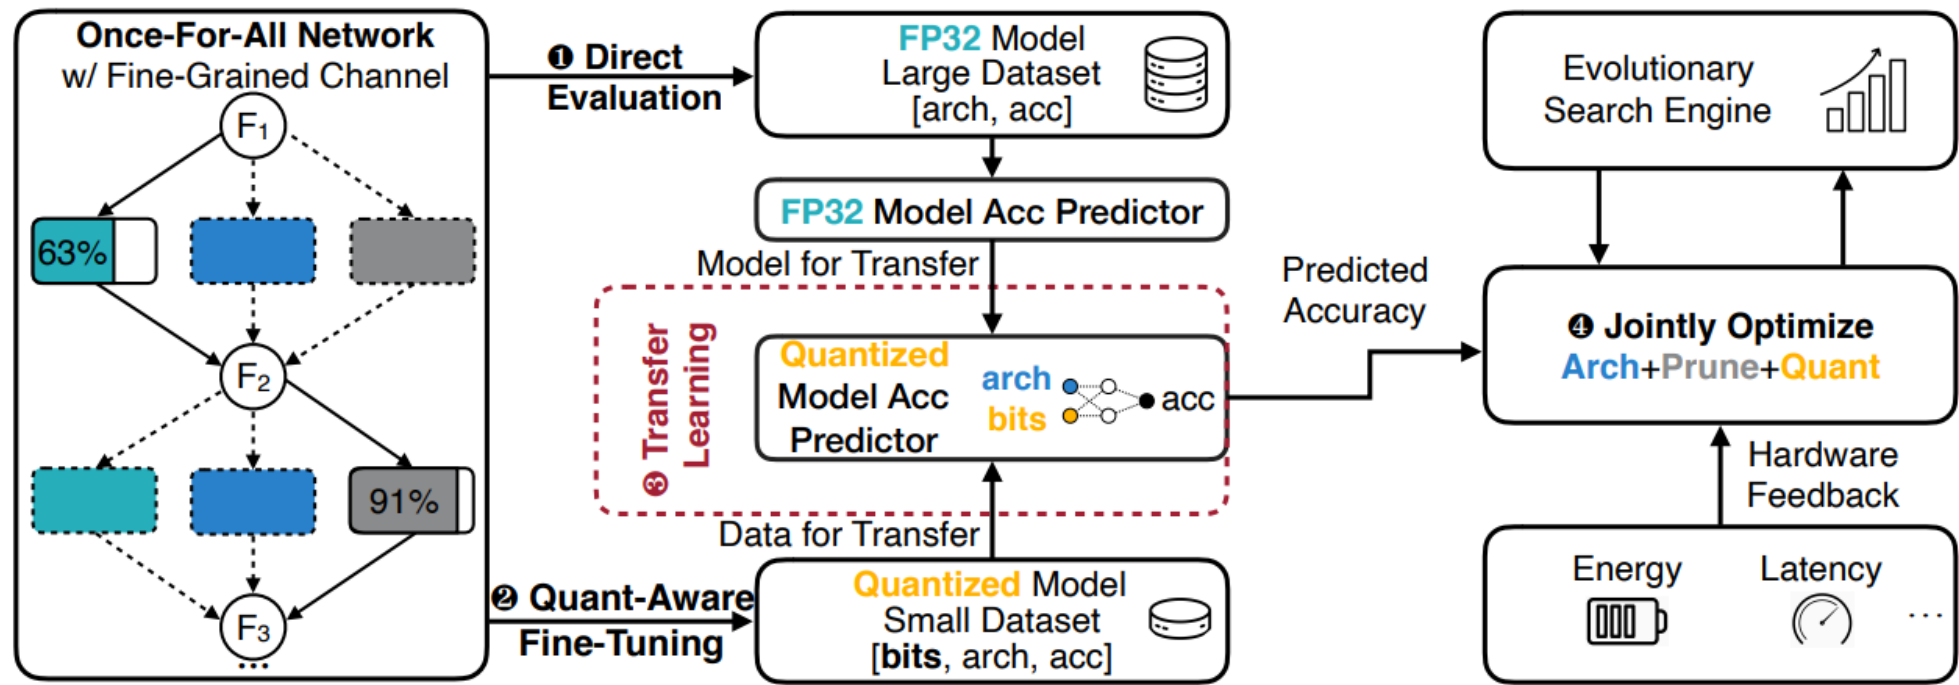 Once-For-All Network
w/ Fine-Grained Channel
F1
63%
F2
91%
F3
...
❶ Direct
Evaluation
❷ Quant-Aware
Fine-Tuning
FP32 Model
Large Dataset
[arch, acc]
FP32 Model Acc Predictor
Model for Transfer
❸ Transfer
Learning
Quantized
Model Acc
Predictor
arch
bits
acc
Data for Transfer
Quantized Model
Small Dataset
[bits, arch, acc]
Predicted
Accuracy
Evolutionary
Search Engine
❹ Jointly Optimize
Arch+Prune+Quant
Hardware
Feedback
Energy
Latency
...